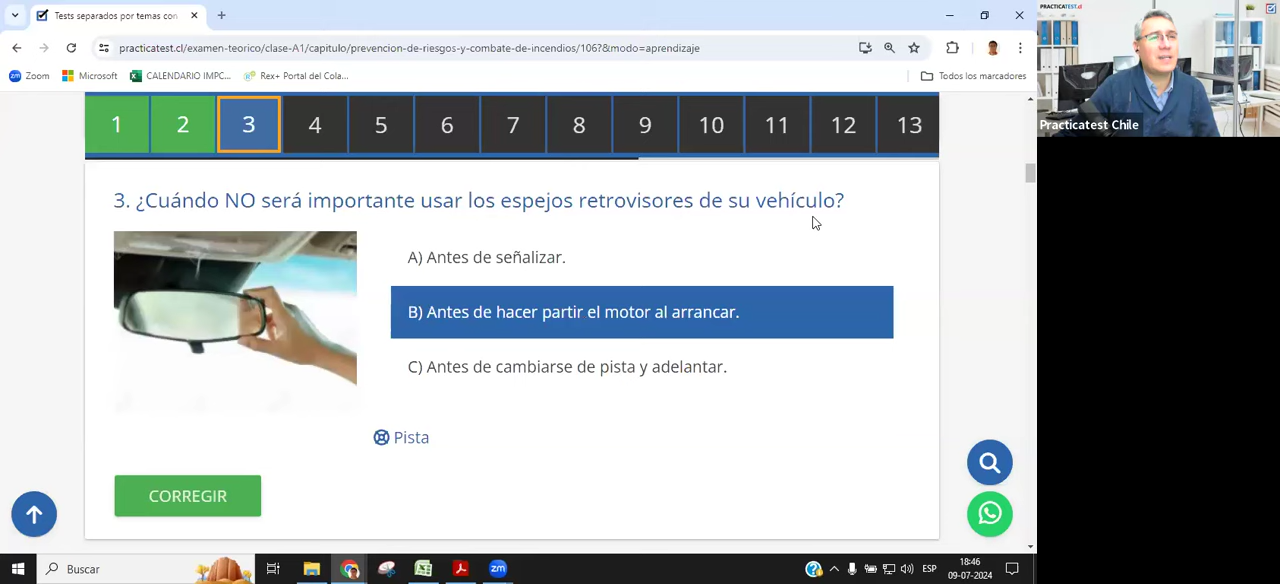 Tests separados por temas con
practicatest.cl/examen-teorico/clase-A1/capitulo/prevencion-de-riesgos-y-combate-de-incendios/1067&modo=aprendizaje
Zoom
Microsoft
CALENDARIO IMPC...
Rex+ Portal del Cola...
Todos los marcadores
PRACTICATEST.cl
Practicatest Chile
1 2 3 4 5 6 7 8 9 10 11 12 13
3. ¿Cuándo NO será importante usar los espejos retrovisores de su vehículo?
A) Antes de señalizar.
B) Antes de hacer partir el motor al arrancar.
C) Antes de cambiarse de pista y adelantar.
Pista
CORREGIR
Buscar
zm
ESP
18:46
09-07-2024